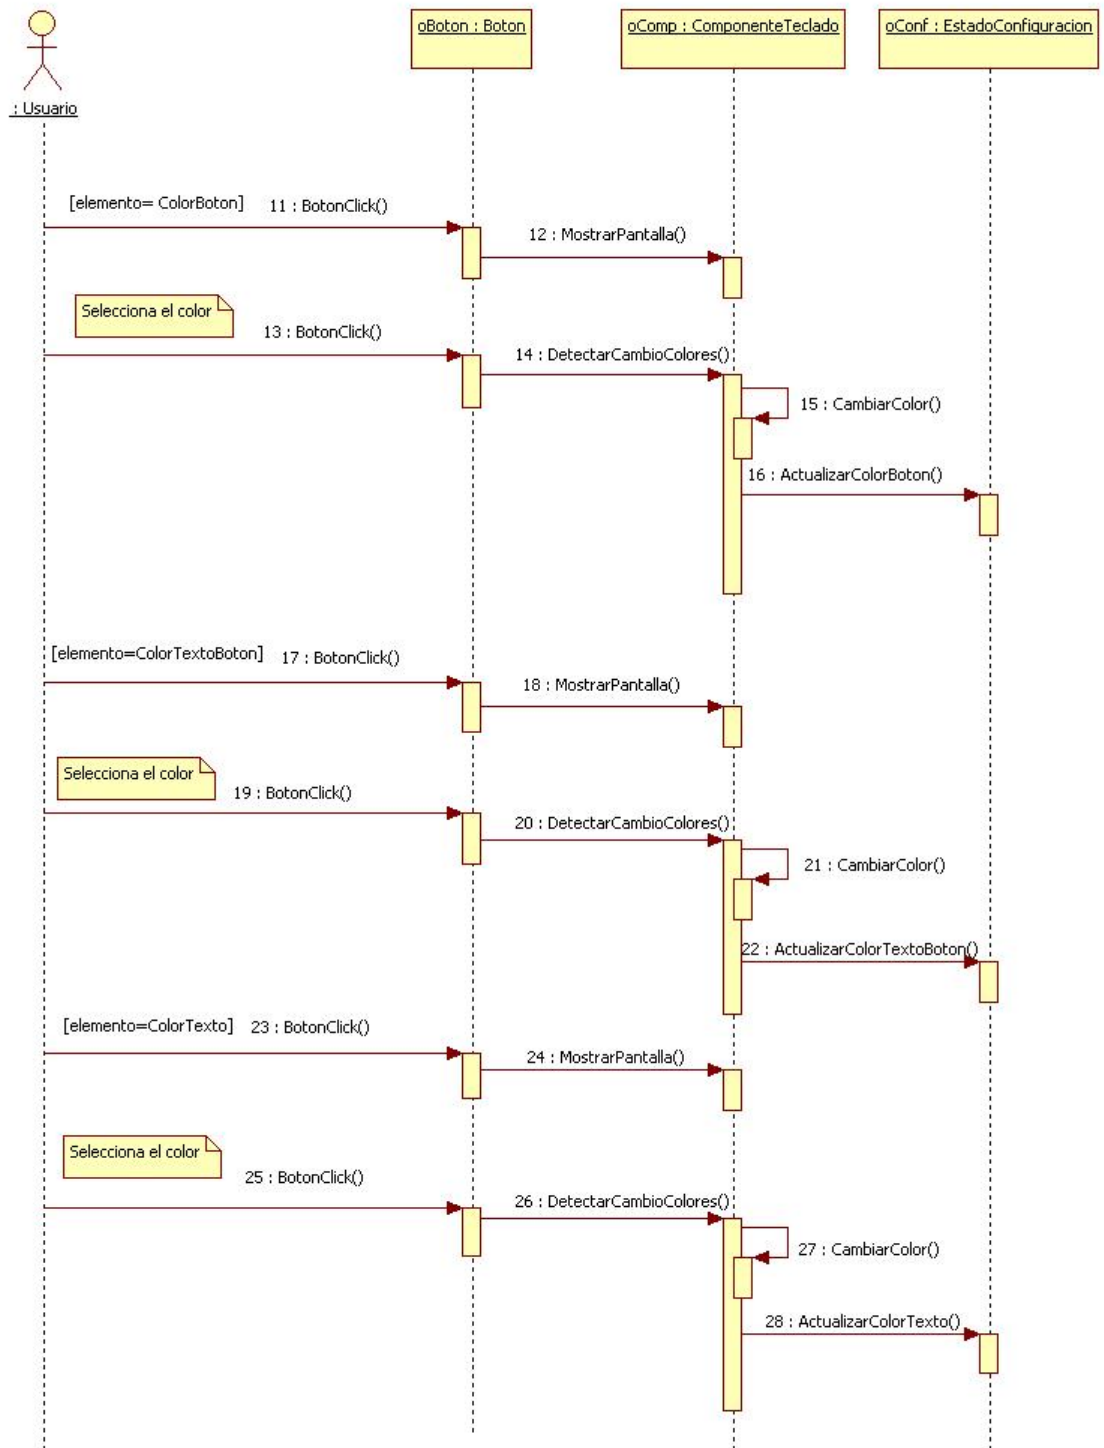 oBoton : Boton
oComp : ComponenteTeclado
oConf : EstadoConfiguracion
: Usuario
[elemento= ColorBoton]
11 : BotonClick()
12 : MostrarPantalla()
Selecciona el color
13 : BotonClick()
14 : DetectarCambioColores()
15 : CambiarColor()
16 : ActualizarColorBoton()
[elemento=ColorTextoBoton]
17 : BotonClick()
18 : MostrarPantalla()
Selecciona el color
19 : BotonClick()
20 : DetectarCambioColores()
21 : CambiarColor()
22 : ActualizarColorTextoBoton()
[elemento=ColorTexto]
23 : BotonClick()
24 : MostrarPantalla()
Selecciona el color
25 : BotonClick()
26 : DetectarCambioColores()
27 : CambiarColor()
28 : ActualizarColorTexto()